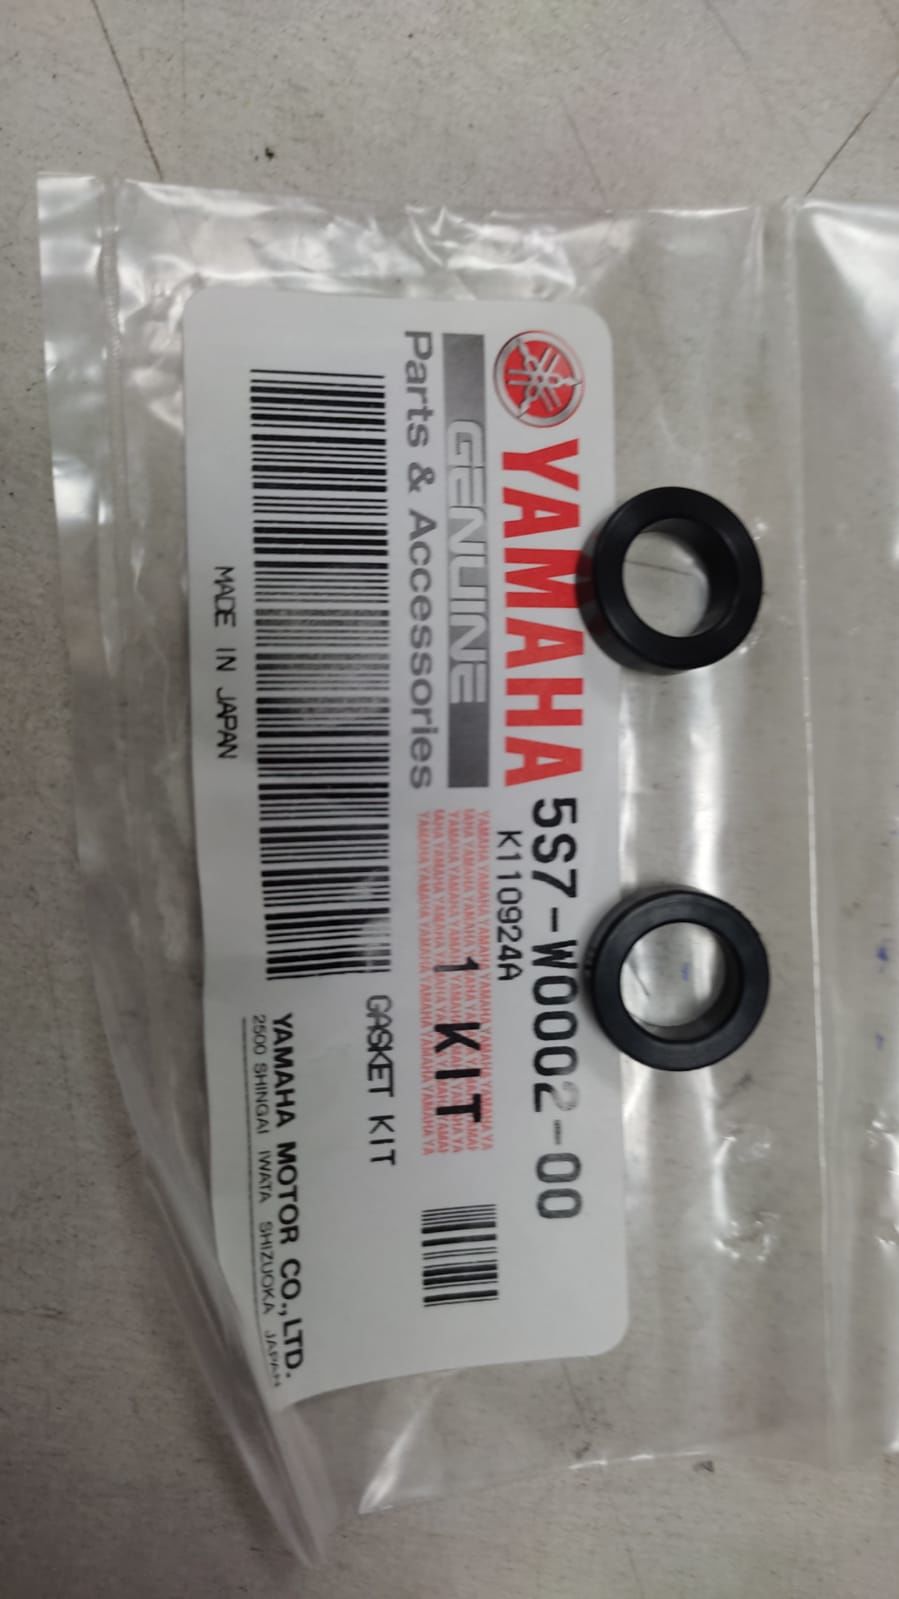 YAMAHA
GENUINE
Parts & Accessories
5S7-W0002-00
K110924A
1 KIT
GASKET KIT
MADE IN JAPAN
YAMAHA MOTOR CO.,LTD.
2500 SHINGAI IWATA SHIZUOKA JAPAN